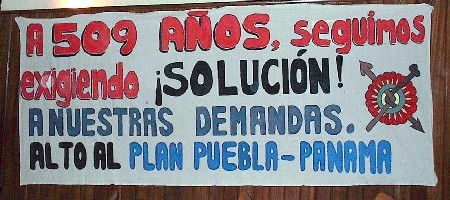 A 509 AÑOS, seguimos
exigiendo ¡SOLUCIÓN!
A NUESTRAS DEMANDAS.
ALTO AL PLAN PUEBLA-PANAMA